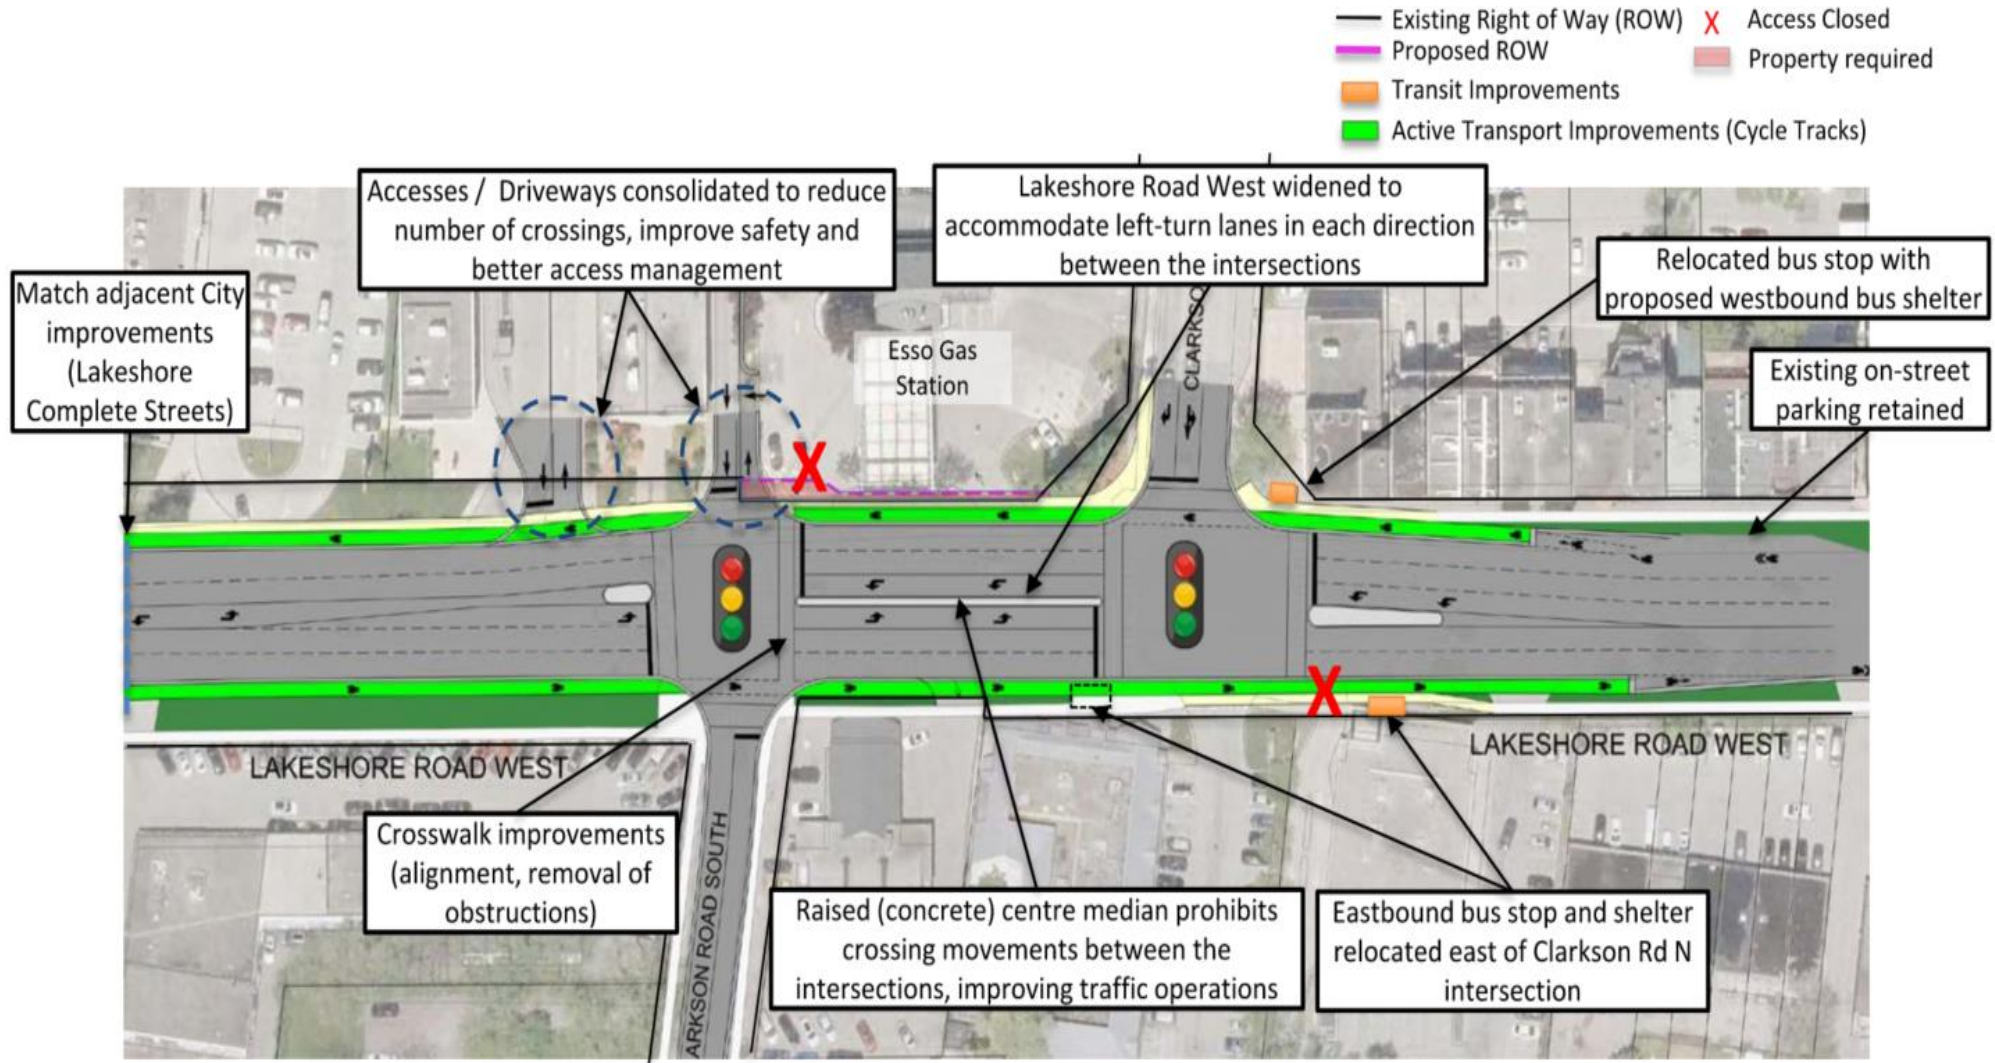 Existing Right of Way (ROW)
X Access Closed
Proposed ROW
Property required
Transit Improvements
Active Transport Improvements (Cycle Tracks)
Accesses / Driveways consolidated to reduce
number of crossings, improve safety and
better access management
Lakeshore Road West widened to
accommodate left-turn lanes in each direction
between the intersections
Relocated bus stop with
proposed westbound bus shelter
Match adjacent City
improvements
(Lakeshore
Complete Streets)
Existing on-street
parking retained
Esso Gas
Station
CLARKSO
X
X
LAKESHORE ROAD WEST
LAKESHORE ROAD WEST
Crosswalk improvements
(alignment, removal of
obstructions)
ARKSON ROAD SOUTH
Raised (concrete) centre median prohibits
crossing movements between the
intersections, improving traffic operations
Eastbound bus stop and shelter
relocated east of Clarkson Rd N
intersection